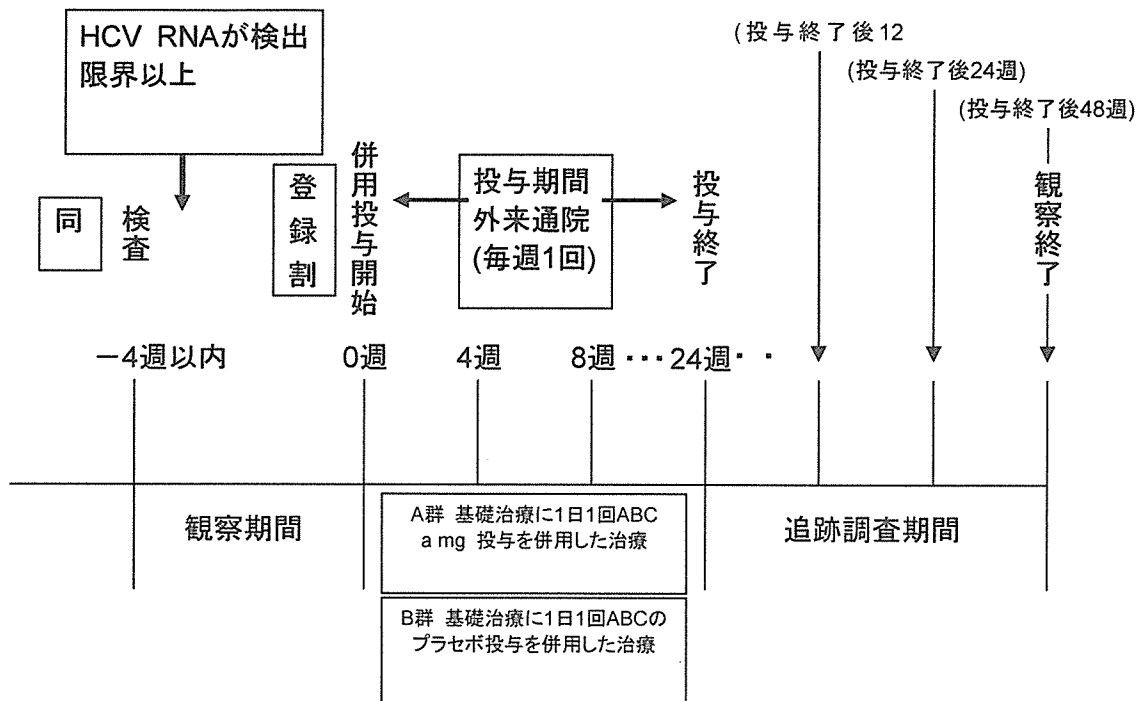 HCV RNAが検出
限界以上
(投与終了後12
(投与終了後24週)
(投与終了後48週)
同
検査
登録割
併用投与開始
投与期間
外来通院
(毎週1回)
投与終了
観察終了
−4週以内
0週
4週
8週
･･･
24週
･ ･
観察期間
A群 基礎治療に1日1回ABC
a mg 投与を併用した治療
追跡調査期間
B群 基礎治療に1日1回ABCの
プラセボ投与を併用した治療